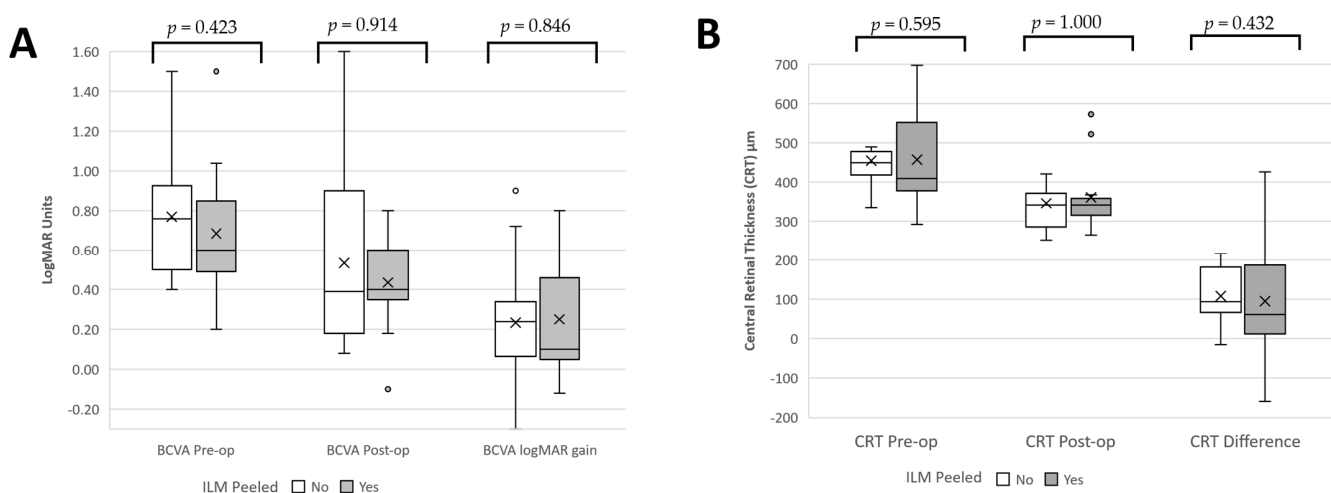 A
p = 0.423
p = 0.914
p = 0.846
1.60
1.40
1.20
1.00
0.80
0.60
0.40
0.20
0.00
-0.20
LogMAR Units
BCVA Pre-op
BCVA Post-op
BCVA logMAR gain
ILM Peeled No Yes
B
p = 0.595
p = 1.000
p = 0.432
700
600
500
400
300
200
100
0
-100
-200
Central Retinal Thickness (CRT) µm
CRT Pre-op
CRT Post-op
CRT Difference
ILM Peeled No Yes